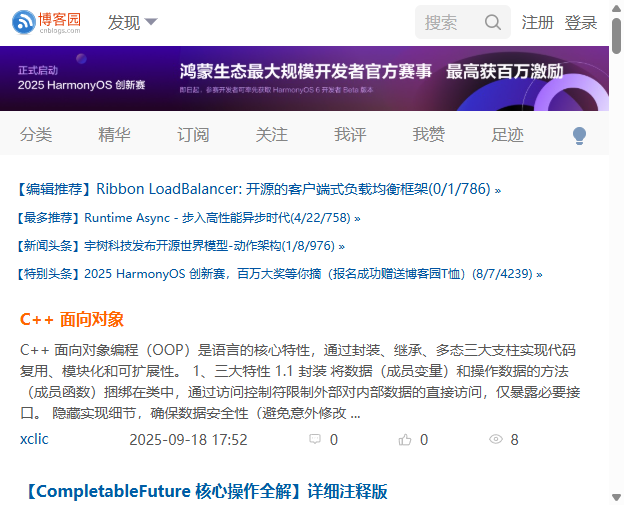 博客园
cnblogs.com
发现
搜索
注册 登录
正式启动
2025 HarmonyOS 创新赛
鸿蒙生态最大规模开发者官方赛事 最高获百万激励
即日起，参赛开发者可率先获取 HarmonyOS 6 开发者 Beta 版本
分类 精华 订阅 关注 我评 我赞 足迹
【编辑推荐】Ribbon LoadBalancer: 开源的客户端式负载均衡框架(0/1/786) »
【最多推荐】Runtime Async - 步入高性能异步时代(4/22/758) »
【新闻头条】宇树科技发布开源世界模型-动作架构(1/8/976) »
【特别头条】2025 HarmonyOS 创新赛，百万大奖等你摘（报名成功赠送博客园T恤）(8/7/4239) »
C++ 面向对象
C++ 面向对象编程（OOP）是语言的核心特性，通过封装、继承、多态三大支柱实现代码
复用、模块化和可扩展性。 1、三大特性 1.1 封装 将数据（成员变量）和操作数据的方法
（成员函数）捆绑在类中，通过访问控制符限制外部对内部数据的直接访问，仅暴露必要接
口。 隐藏实现细节，确保数据安全性（避免意外修改 ...
xclic 2025-09-18 17:52 0 0 8
【CompletableFuture 核心操作全解】详细注释版